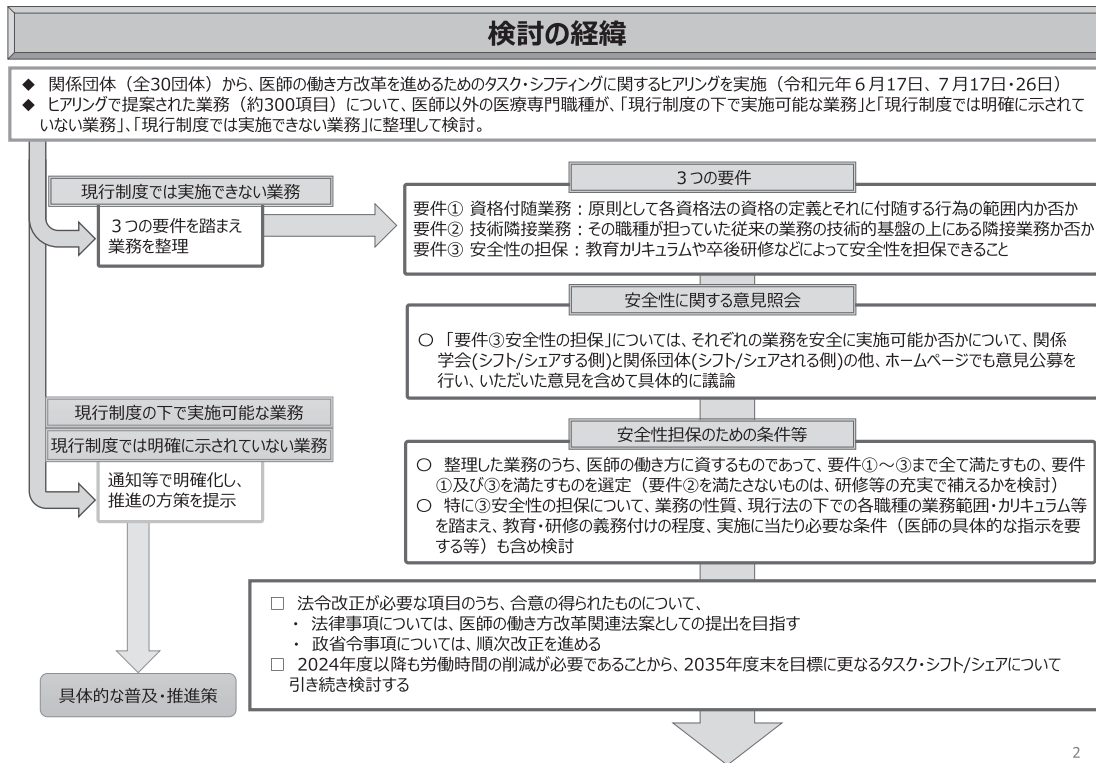 検討の経緯
◆ 関係団体（全30団体）から、医師の働き方改革を進めるためのタスク・シフティングに関するヒアリングを実施（令和元年６月17日、７月17日・26日）
◆ ヒアリングで提案された業務（約300項目）について、医師以外の医療専門職種が、「現行制度の下で実施可能な業務」と「現行制度では明確に示されて
いない業務」、「現行制度では実施できない業務」に整理して検討。
現行制度では実施できない業務
３つの要件を踏まえ
業務を整理
３つの要件
要件① 資格付随業務：原則として各資格法の資格の定義とそれに付随する行為の範囲内か否か
要件② 技術隣接業務：その職種が担っていた従来の業務の技術的基盤の上にある隣接業務か否か
要件③ 安全性の担保：教育カリキュラムや卒後研修などによって安全性を担保できること
安全性に関する意見照会
○ 「要件③安全性の担保」については、それぞれの業務を安全に実施可能か否かについて、関係
学会(シフト/シェアする側)と関係団体(シフト/シェアされる側)の他、ホームページでも意見公募を
行い、いただいた意見を含めて具体的に議論
現行制度の下で実施可能な業務
現行制度では明確に示されていない業務
通知等で明確化し、
推進の方策を提示
安全性担保のための条件等
○ 整理した業務のうち、医師の働き方に資するものであって、要件①～③まで全て満たすもの、要件
①及び③を満たすものを選定（要件②を満たさないものは、研修等の充実で補えるかを検討）
○ 特に③安全性の担保について、業務の性質、現行法の下での各職種の業務範囲・カリキュラム等
を踏まえ、教育・研修の義務付けの程度、実施に当たり必要な条件（医師の具体的な指示を要
する等）も含め検討
□ 法令改正が必要な項目のうち、合意の得られたものについて、
・ 法律事項については、医師の働き方改革関連法案としての提出を目指す
・ 政省令事項については、順次改正を進める
□ 2024年度以降も労働時間の削減が必要であることから、2035年度末を目標に更なるタスク・シフト/シェアについて
引き続き検討する
具体的な普及・推進策
2